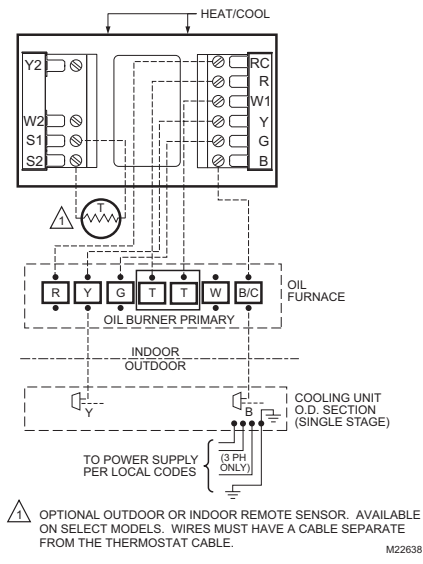 HEAT/COOL
Y2
W2
S1
S2
RC
R
W1
Y
G
B
1
T
R Y G T T W B/C
OIL
FURNACE
OIL BURNER PRIMARY
INDOOR
OUTDOOR
Y
B
COOLING UNIT
O.D. SECTION
(SINGLE STAGE)
TO POWER SUPPLY
PER LOCAL CODES
(3 PH
ONLY)
1 OPTIONAL OUTDOOR OR INDOOR REMOTE SENSOR. AVAILABLE
ON SELECT MODELS. WIRES MUST HAVE A CABLE SEPARATE
FROM THE THERMOSTAT CABLE.
M22638